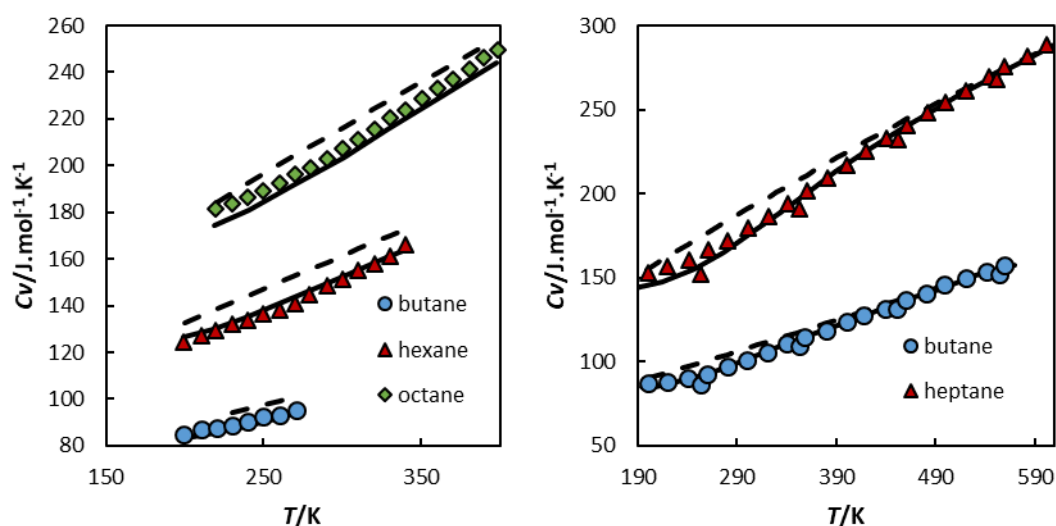 Cv/J.mol⁻¹.K⁻¹
260
240
220
200
180
160
140
120
100
80
150
250
350
T/K
butane
hexane
octane
Cv/J.mol⁻¹.K⁻¹
300
250
200
150
100
50
190
290
390
490
590
T/K
butane
heptane